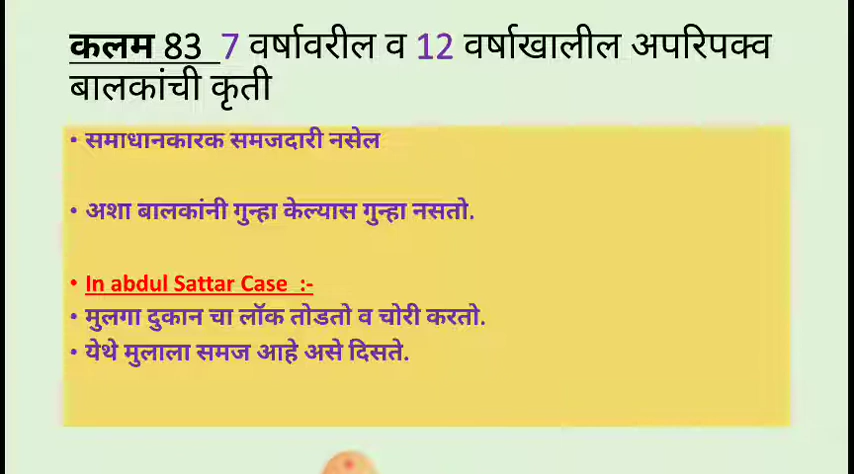 कलम 83 7 वर्षावरील व 12 वर्षाखालील अपरिपक्व
बालकांची कृती
• समाधानकारक समजदारी नसेल
• अशा बालकांनी गुन्हा केल्यास गुन्हा नसतो.
• In abdul Sattar Case :-
• मुलगा दुकान चा लॉक तोडतो व चोरी करतो.
• येथे मुलाला समज आहे असे दिसते.